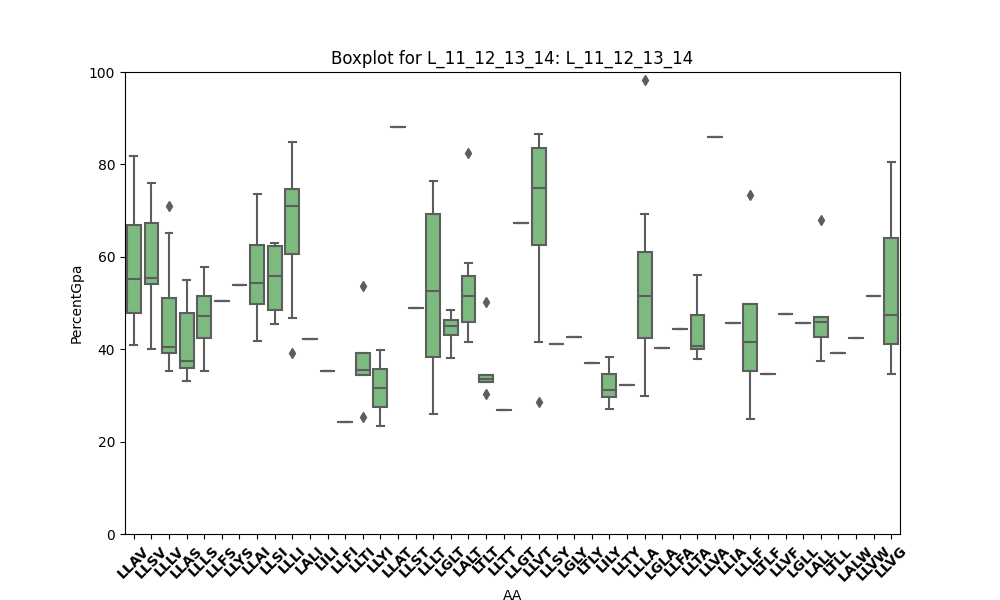 Boxplot for L_11_12_13_14: L_11_12_13_14
100
80
60
40
20
0
PercentGpa
LLAV LLSV LLLV LLAS LLLS LLFS LLYS LLAI LLSI LLLI LALI LILI LLFI LLTI LLYI LLAT LLST LLLT LGLT LALT LTLT LLTT LLGT LLVT LLSY LGLY LTLY LILY LLTY LLLA LGLA LLFA LLTA LLVA LLIA LLLF LTLF LLVF LGLL LALL LTLL LALW LLVW LLVG
AA